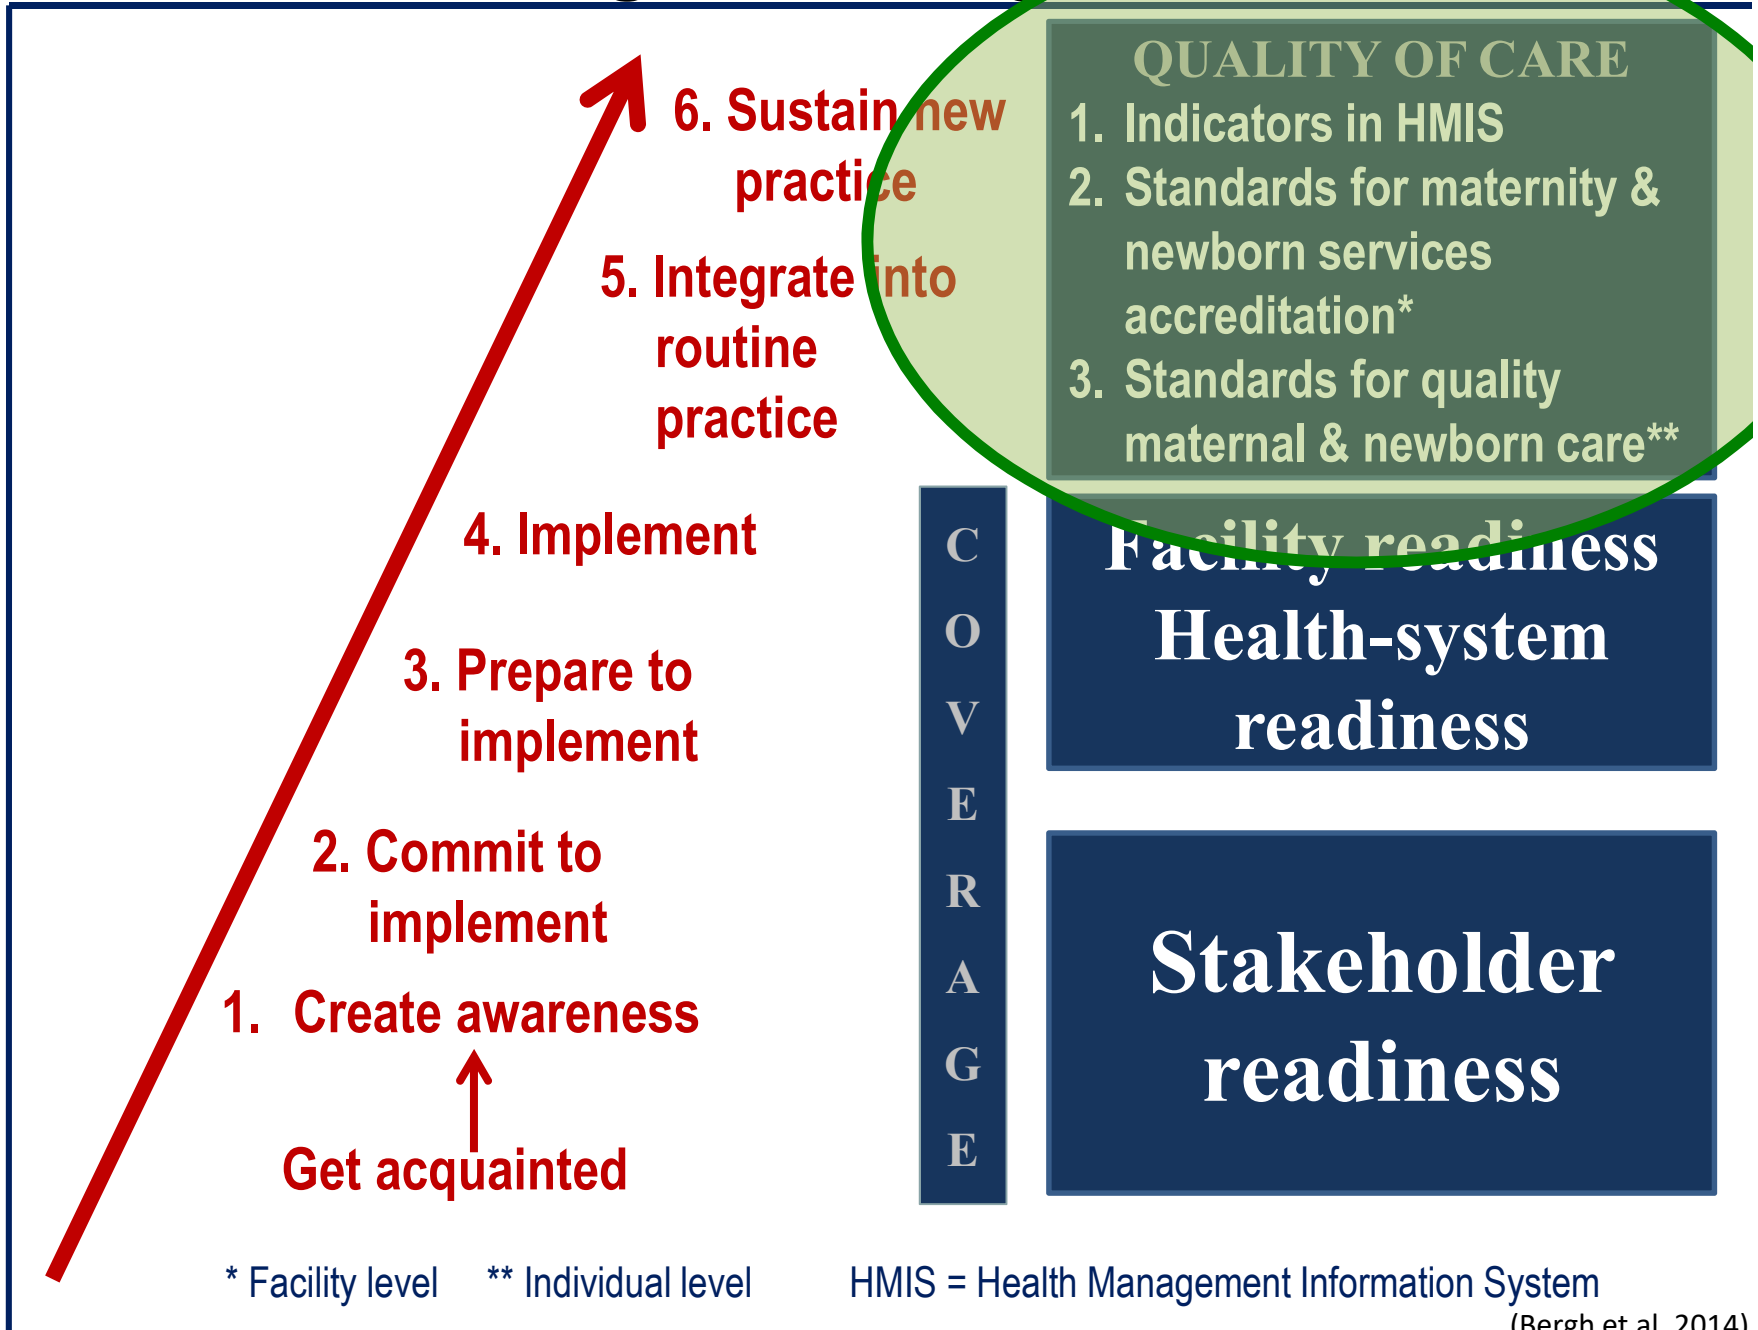 6. Sustain new
practice
5. Integrate into
routine
practice
4. Implement
3. Prepare to
implement
2. Commit to
implement
1. Create awareness
Get acquainted
C
O
V
E
R
A
G
E
QUALITY OF CARE
1. Indicators in HMIS
2. Standards for maternity &
newborn services
accreditation*
3. Standards for quality
maternal & newborn care**
Facility readiness
Health-system
readiness
Stakeholder
readiness
* Facility level ** Individual level HMIS = Health Management Information System
(Bergh et al. 2014)